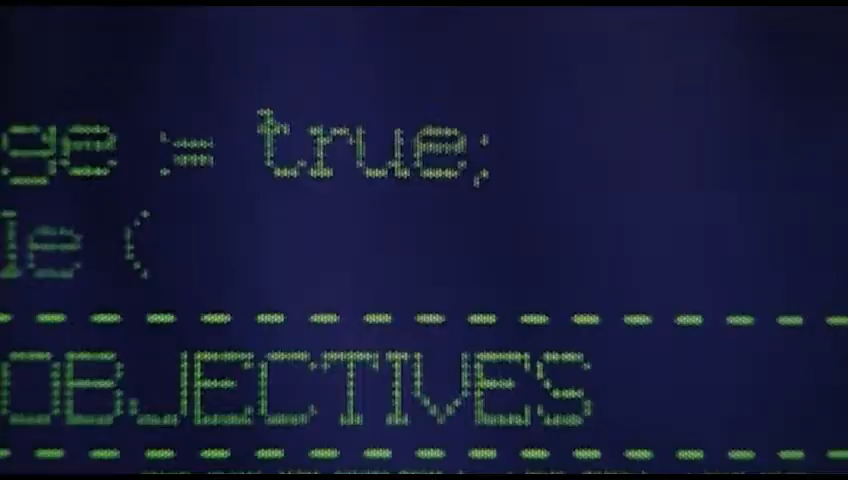 ge := true;
le (
- - - - - - - - - - - - - - - -
OBJECTIVES
- - - - - - - - - - - - - - - -